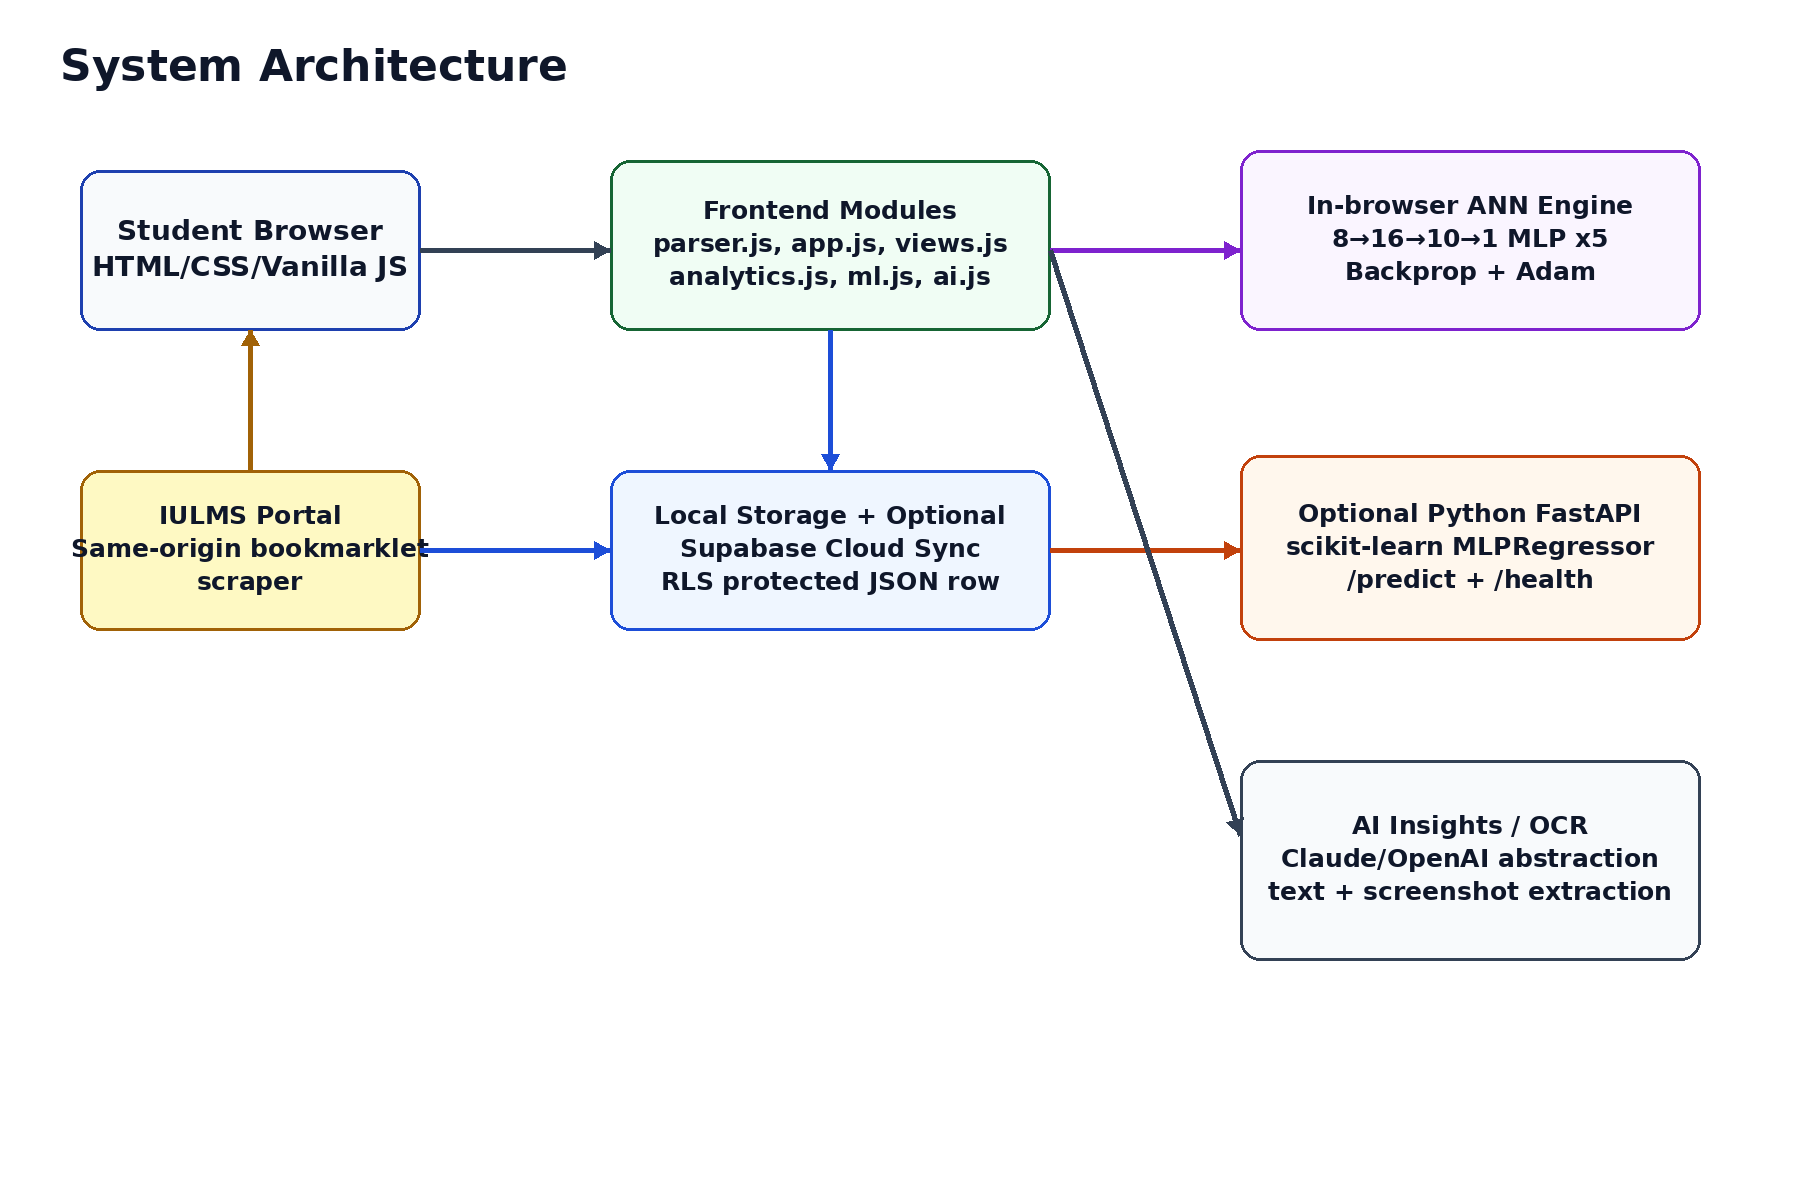 System Architecture
Student Browser
HTML/CSS/Vanilla JS
Frontend Modules
parser.js, app.js, views.js
analytics.js, ml.js, ai.js
In-browser ANN Engine
8→16→10→1 MLP x5
Backprop + Adam
IULMS Portal
Same-origin bookmarklet
scraper
Local Storage + Optional
Supabase Cloud Sync
RLS protected JSON row
Optional Python FastAPI
scikit-learn MLPRegressor
/predict + /health
AI Insights / OCR
Claude/OpenAI abstraction
text + screenshot extraction